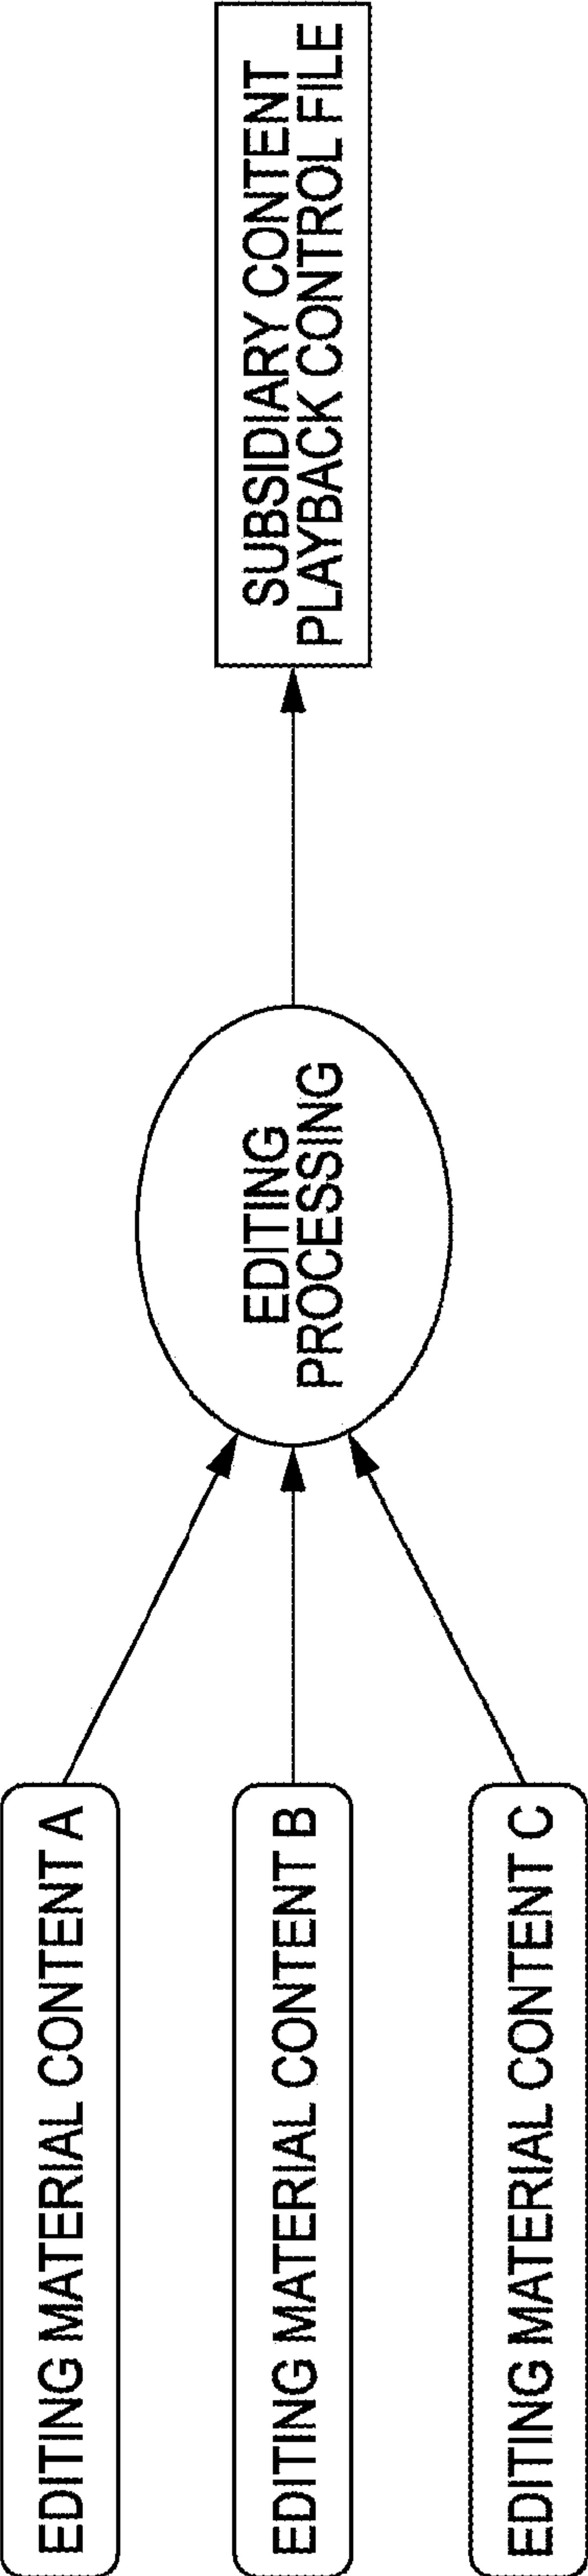 EDITING MATERIAL CONTENT A
EDITING MATERIAL CONTENT B
EDITING MATERIAL CONTENT C
EDITING
PROCESSING
SUBSIDIARY CONTENT
PLAYBACK CONTROL FILE